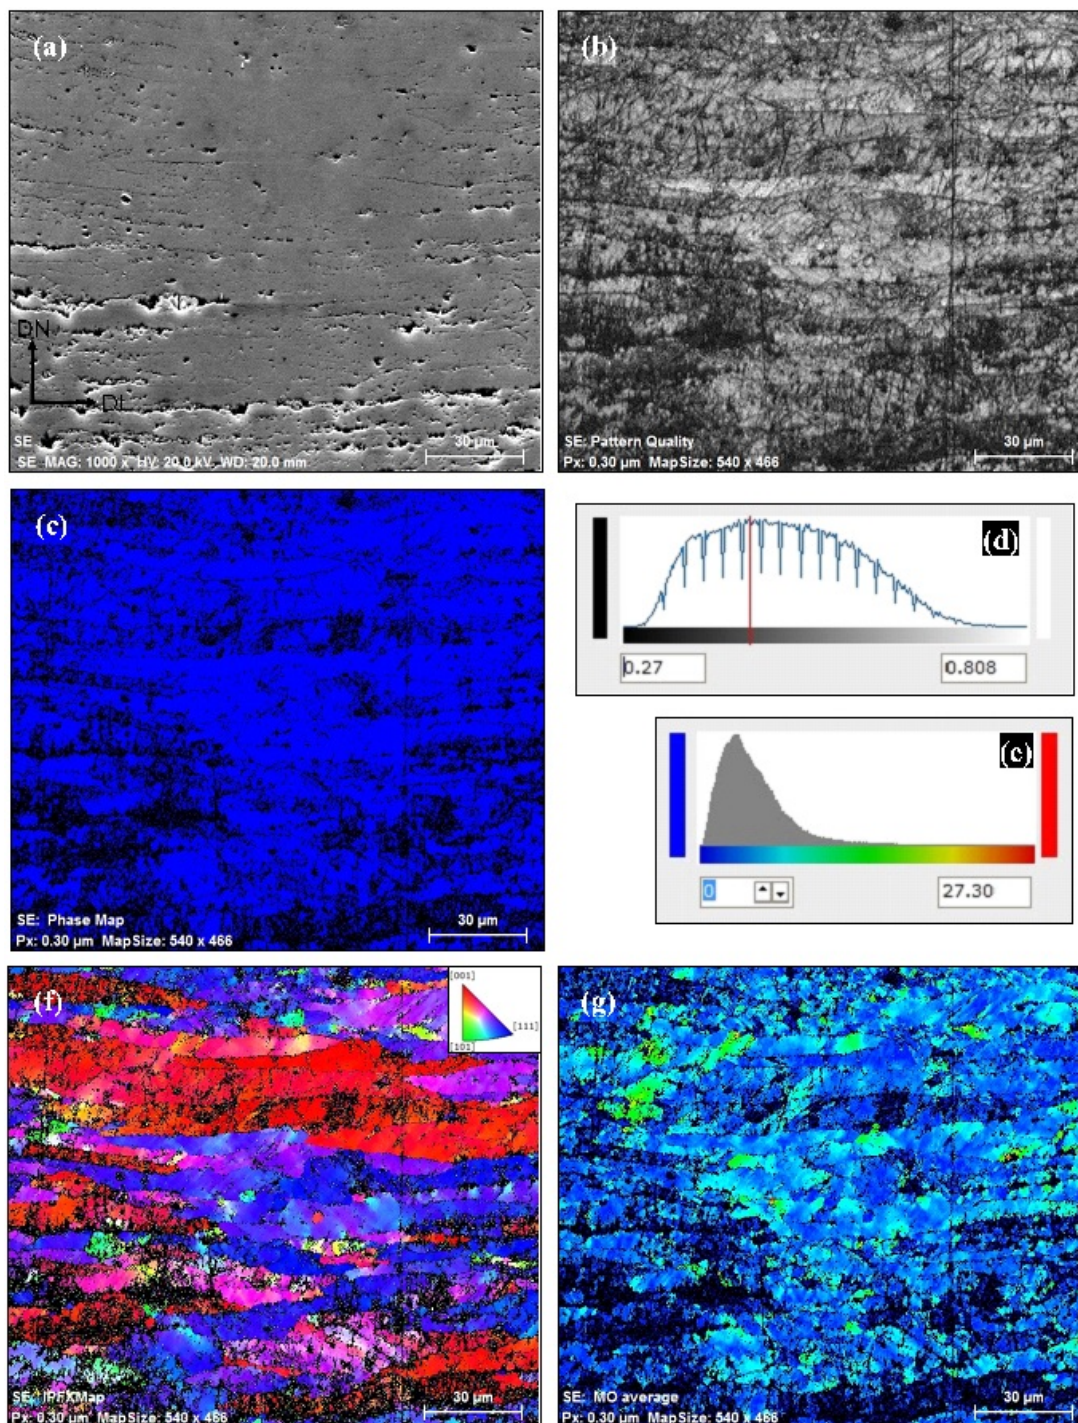 (a)
DN
DL
SE
30 µm
SE MAG: 1000 x HV: 20.0 kV WD: 20.0 mm
(b)
SE: Pattern Quality
30 µm
Px: 0.30 µm MapSize: 540 x 466
(c)
SE: Phase Map
30 µm
Px: 0.30 µm MapSize: 540 x 466
(d)
0.27
0.808
(e)
0
27.30
(f)
[001]
[111]
[101]
SE: IPFXMap
30 µm
Px: 0.30 µm MapSize: 540 x 466
(g)
SE: MO average
30 µm
Px: 0.30 µm MapSize: 540 x 466